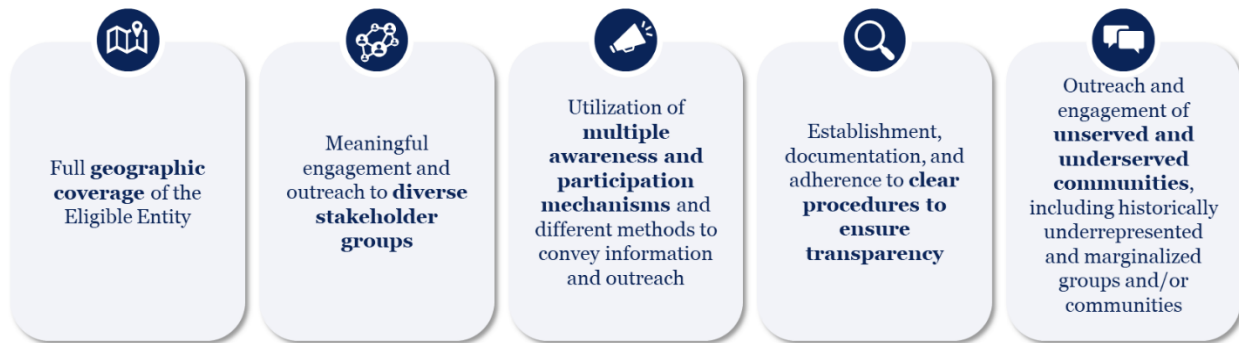 Full geographic
coverage of the
Eligible Entity
Meaningful
engagement and
outreach to diverse
stakeholder
groups
Utilization of
multiple
awareness and
participation
mechanisms and
different methods to
convey information
and outreach
Establishment,
documentation, and
adherence to clear
procedures to
ensure
transparency
Outreach and
engagement of
unserved and
underserved
communities,
including historically
underrepresented
and marginalized
groups and/or
communities